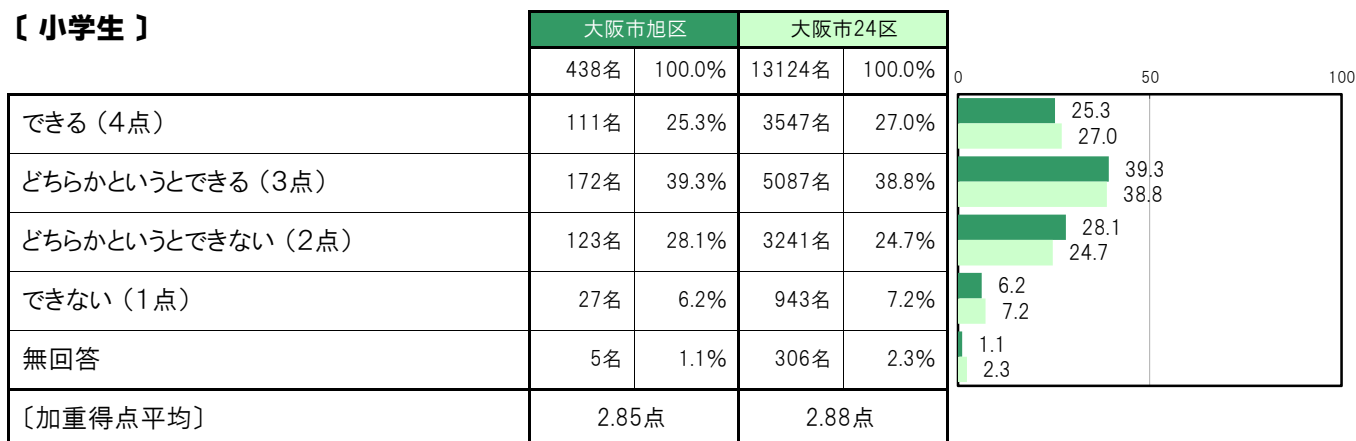 〔 小学生 〕
大阪市旭区 大阪市24区
438名 100.0% 13124名 100.0%
0 50 100
できる（4点） 111名 25.3% 3547名 27.0%
25.3
27.0
どちらかというとできる（3点） 172名 39.3% 5087名 38.8%
39.3
38.8
どちらかというとできない（2点） 123名 28.1% 3241名 24.7%
28.1
24.7
できない（1点） 27名 6.2% 943名 7.2%
6.2
7.2
無回答 5名 1.1% 306名 2.3%
1.1
2.3
〔加重得点平均〕 2.85点 2.88点